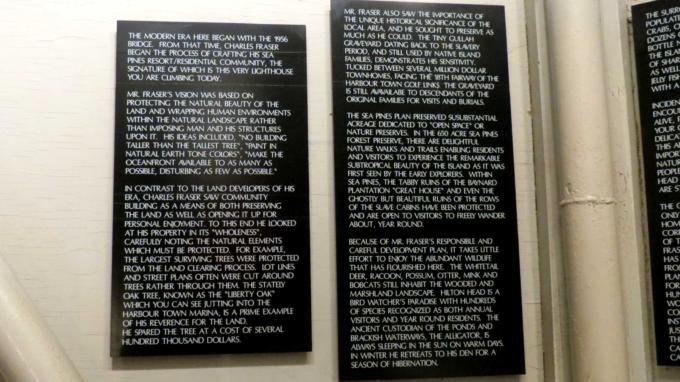 THE MODERN ERA HERE BEGAN WITH THE 1956
BRIDGE. FROM THAT TIME, CHARLES FRASER
BEGAN THE PROCESS OF CRAFTING HIS SEA
PINES RESORT/RESIDENTIAL COMMUNITY, THE
SIGNATURE OF WHICH IS THIS VERY LIGHTHOUSE
YOU ARE CLIMBING TODAY.
MR. FRASER'S VISION WAS BASED ON
PROTECTING THE NATURAL BEAUTY OF THE
LAND AND WRAPPING HUMAN ENVIRONMENTS
WITHIN THE NATURAL LANDSCAPE RATHER
THAN IMPOSING MAN AND HIS STRUCTURES
UPON IT. HIS IDEAS INCLUDED, "NO BUILDING
TALLER THAN THE TALLEST TREE", "PAINT IN
NATURAL EARTH TONE COLORS", "MAKE THE
OCEANFRONT AVAILABLE TO AS MANY AS
POSSIBLE, DISTURBING AS FEW AS POSSIBLE."
IN CONTRAST TO THE LAND DEVELOPERS OF HIS
ERA, CHARLES FRASER SAW COMMUNITY
BUILDING AS A MEANS OF BOTH PRESERVING
THE LAND AS WELL AS OPENING IT UP FOR
PERSONAL ENJOYMENT. TO THIS END HE LOOKED
AT HIS PROPERTY IN ITS "WHOLENESS",
CAREFULLY NOTING THE NATURAL ELEMENTS
WHICH MUST BE PROTECTED. FOR EXAMPLE,
THE LARGEST SURVIVING TREES WERE PROTECTED
FROM THE LAND CLEARING PROCESS. LOT LINES
AND STREET PLANS OFTEN WERE CUT AROUND
TREES RATHER THROUGH THEM. THE STATELY
OAK TREE, KNOWN AS THE "LIBERTY OAK"
WHICH YOU CAN SEE JUTTING INTO THE
HARBOUR TOWN MARINA, IS A PRIME EXAMPLE
OF HIS REVERENCE FOR THE LAND.
HE SPARED THE TREE AT A COST OF SEVERAL
HUNDRED THOUSAND DOLLARS.
MR. FRASER ALSO SAW THE IMPORTANCE OF
THE UNIQUE HISTORICAL SIGNIFICANCE OF THE
LOCAL AREA, AND HE SOUGHT TO PRESERVE AS
MUCH AS HE COULD. THE TINY GULLAH
GRAVEYARD DATING BACK TO THE SLAVERY
PERIOD, AND STILL USED BY NATIVE ISLAND
FAMILIES, DEMONSTRATES HIS SENSITIVITY.
TUCKED BETWEEN SEVERAL MILLION DOLLAR
TOWNHOMES, FACING THE 18TH FAIRWAY OF THE
HARBOUR TOWN GOLF LINKS THE GRAVEYARD
IS STILL AVAILABLE TO DESCENDANTS OF THE
ORIGINAL FAMILIES FOR VISITS AND BURIALS.
THE SEA PINES PLAN PRESERVED SUSUBSTANTIAL
ACREAGE DEDICATED TO "OPEN SPACE" OR
NATURE PRESERVES. IN THE 650 ACRE SEA PINES
FOREST PRESERVE, THERE ARE DELIGHTFUL
NATURE WALKS AND TRAILS ENABLING RESIDENTS
AND VISITORS TO EXPERIENCE THE REMARKABLE
SUBTROPICAL BEAUTY OF THE ISLAND AS IT WAS
FIRST SEEN BY THE EARY EXPLORERS. WITHIN
SEA PINES, THE TABBY RUINS OF THE BAYNARD
PLANTATION "GREAT HOUSE" AND EVEN THE
GHOSTLY BUT BEAUTIFUL RUINS OF THE ROWS
OF THE SLAVE CABINS HAVE BEEN PROTECTED
AND ARE OPEN TO VISITORS TO FREELY WANDER
ABOUT, YEAR ROUND.
BECAUSE OF MR. FRASER'S RESPONSIBLE AND
CAREFUL DEVELOPMENT PLAN, IT TAKES LITTLE
EFFORT TO ENJOY THE ABUNDANT WILDLIFE
THAT HAS FLOURISHED HERE. THE WHITETAIL
DEER, RACOON, POSSUM, OTTER, MINK AND
BOBCATS STILL INHABIT THE WOODED AND
MARSHLAND LANDSCAPE. HILTON HEAD IS A
BIRD WATCHER'S PARADISE WITH HUNDREDS
OF SPECIES RECOGNIZED AS BOTH ANNUAL
VISITORS AND YEAR ROUND RESIDENTS. THE
ANCIENT CUSTODIAN OF THE PONDS AND
BRACKISH WATERWAYS, THE ALLIGATOR, IS
ALWAYS SLEEPING IN THE SUN ON WARM DAYS.
IN WINTER HE RETREATS TO HIS DEN FOR A
SEASON OF HIBERNATION.
THE
POPULAT
CRABS, O
DOZENS
BOTTLE
THE ISLAN
OF SHAR
AS WELL
JELLY FISH
WITH A